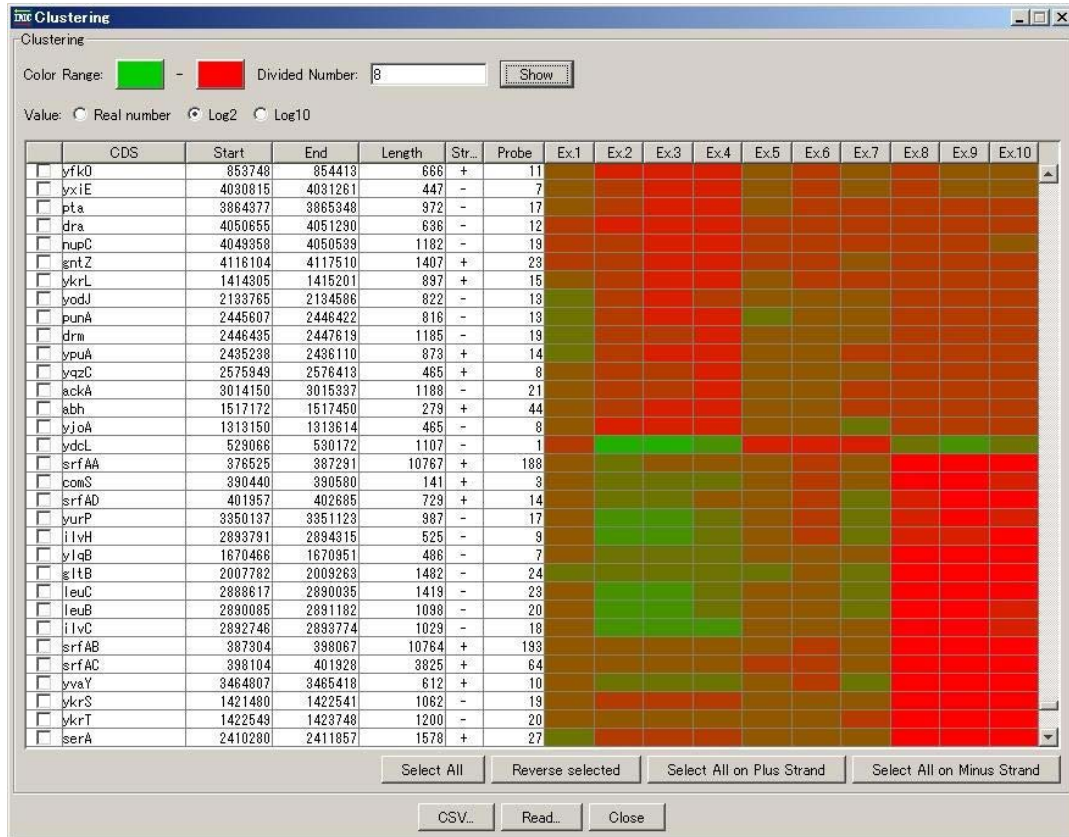 IMC Clustering
Clustering
Color Range: - Divided Number: 8 Show
Value: Real number Log2 Log10
CDS Start End Length Str... Probe Ex.1 Ex.2 Ex.3 Ex.4 Ex.5 Ex.6 Ex.7 Ex.8 Ex.9 Ex.10
yfkO 853748 854413 666 + 11
yxiE 4030815 4031261 447 - 7
pta 3864377 3865348 972 - 17
dra 4050655 4051290 636 - 12
nupC 4049358 4050539 1182 - 19
gntZ 4116104 4117510 1407 + 23
ykrL 1414305 1415201 897 + 15
yodJ 2133765 2134586 822 - 13
punA 2445607 2446422 816 - 13
drm 2446435 2447619 1185 - 19
ypuA 2435238 2436110 873 + 14
yqzC 2575949 2576413 465 + 8
ackA 3014150 3015337 1188 - 21
abh 1517172 1517450 279 + 44
yjoA 1313150 1313614 465 - 8
ydcL 529066 530172 1107 - 1
srfAA 376525 387291 10767 + 188
comS 390440 390580 141 + 3
srfAD 401957 402685 729 + 14
yurP 3350137 3351123 987 - 17
ilvH 2893791 2894315 525 - 9
ylqB 1670466 1670951 486 - 7
gltB 2007782 2009263 1482 - 24
leuC 2888617 2890035 1419 - 23
leuB 2890085 2891182 1098 - 20
ilvC 2892746 2893774 1029 - 18
srfAB 387304 398067 10764 + 193
srfAC 398104 401928 3825 + 64
yvaY 3464807 3465418 612 + 10
ykrS 1421480 1422541 1062 - 19
ykrT 1422549 1423748 1200 - 20
serA 2410280 2411857 1578 + 27
Select All Reverse selected Select All on Plus Strand Select All on Minus Strand
CSV... Read... Close